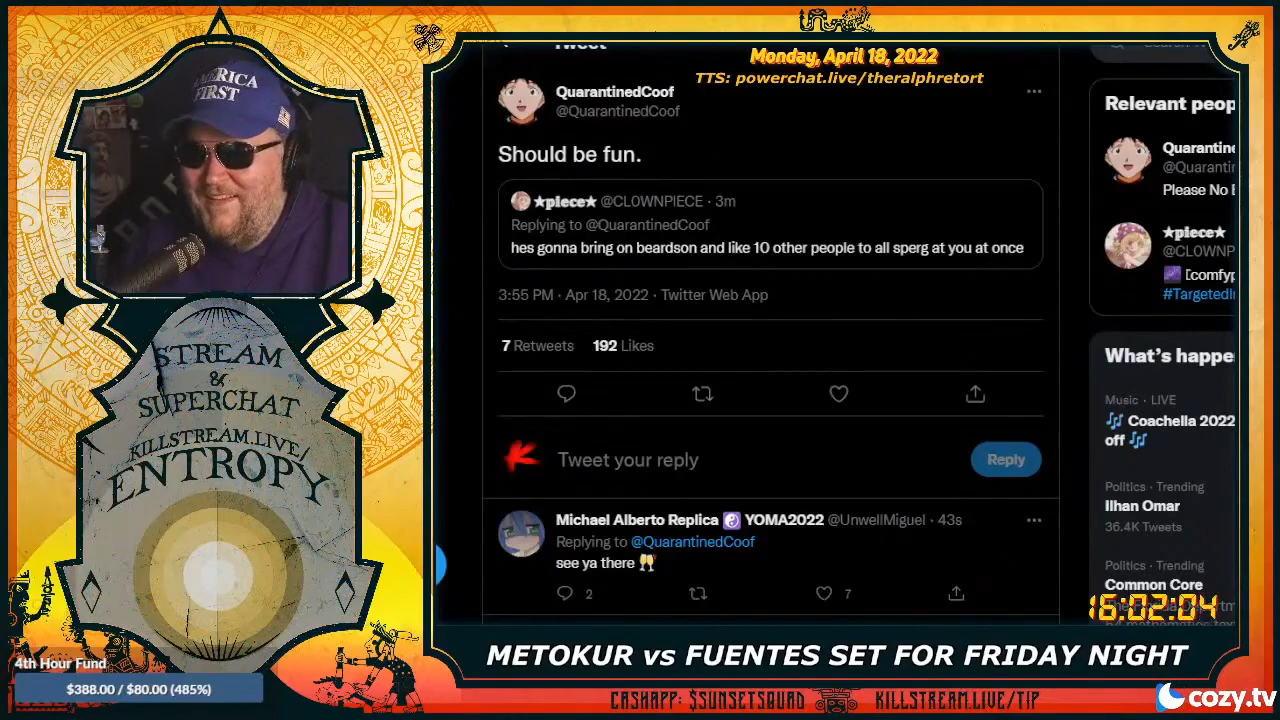 AMERICA
FIRST
STREAM
&
SUPERCHAT
KILLSTREAM.LIVE/
ENTROPY
4th Hour Fund
$388.00 / $80.00 (485%)
Tweet
Monday, April 18, 2022
TTS: powerchat.live/theralphretort
QuarantinedCoof
@QuarantinedCoof
Should be fun.
★piece★ @CL0WNPIECE · 3m
Replying to @QuarantinedCoof
hes gonna bring on beardson and like 10 other people to all sperg at you at once
3:55 PM · Apr 18, 2022 · Twitter Web App
7 Retweets 192 Likes
Tweet your reply
Reply
Michael Alberto Replica ☯ YOMA2022 @UnwellMiguel · 43s
Replying to @QuarantinedCoof
see ya there 🥂
2 7
Relevant peop
Quarantine
@Quarantin
Please No
★piece★
@CL0WNP
[comfyp
#TargetedI
What's happe
Music · LIVE
🎶 Coachella 2022
off 🎶
Politics · Trending
Ilhan Omar
36.4K Tweets
Politics · Trending
Common Core
16:02:04
METOKUR vs FUENTES SET FOR FRIDAY NIGHT
CASHAPP: $SUNSETSQUAD KILLSTREAM.LIVE/TIP
cozy.tv